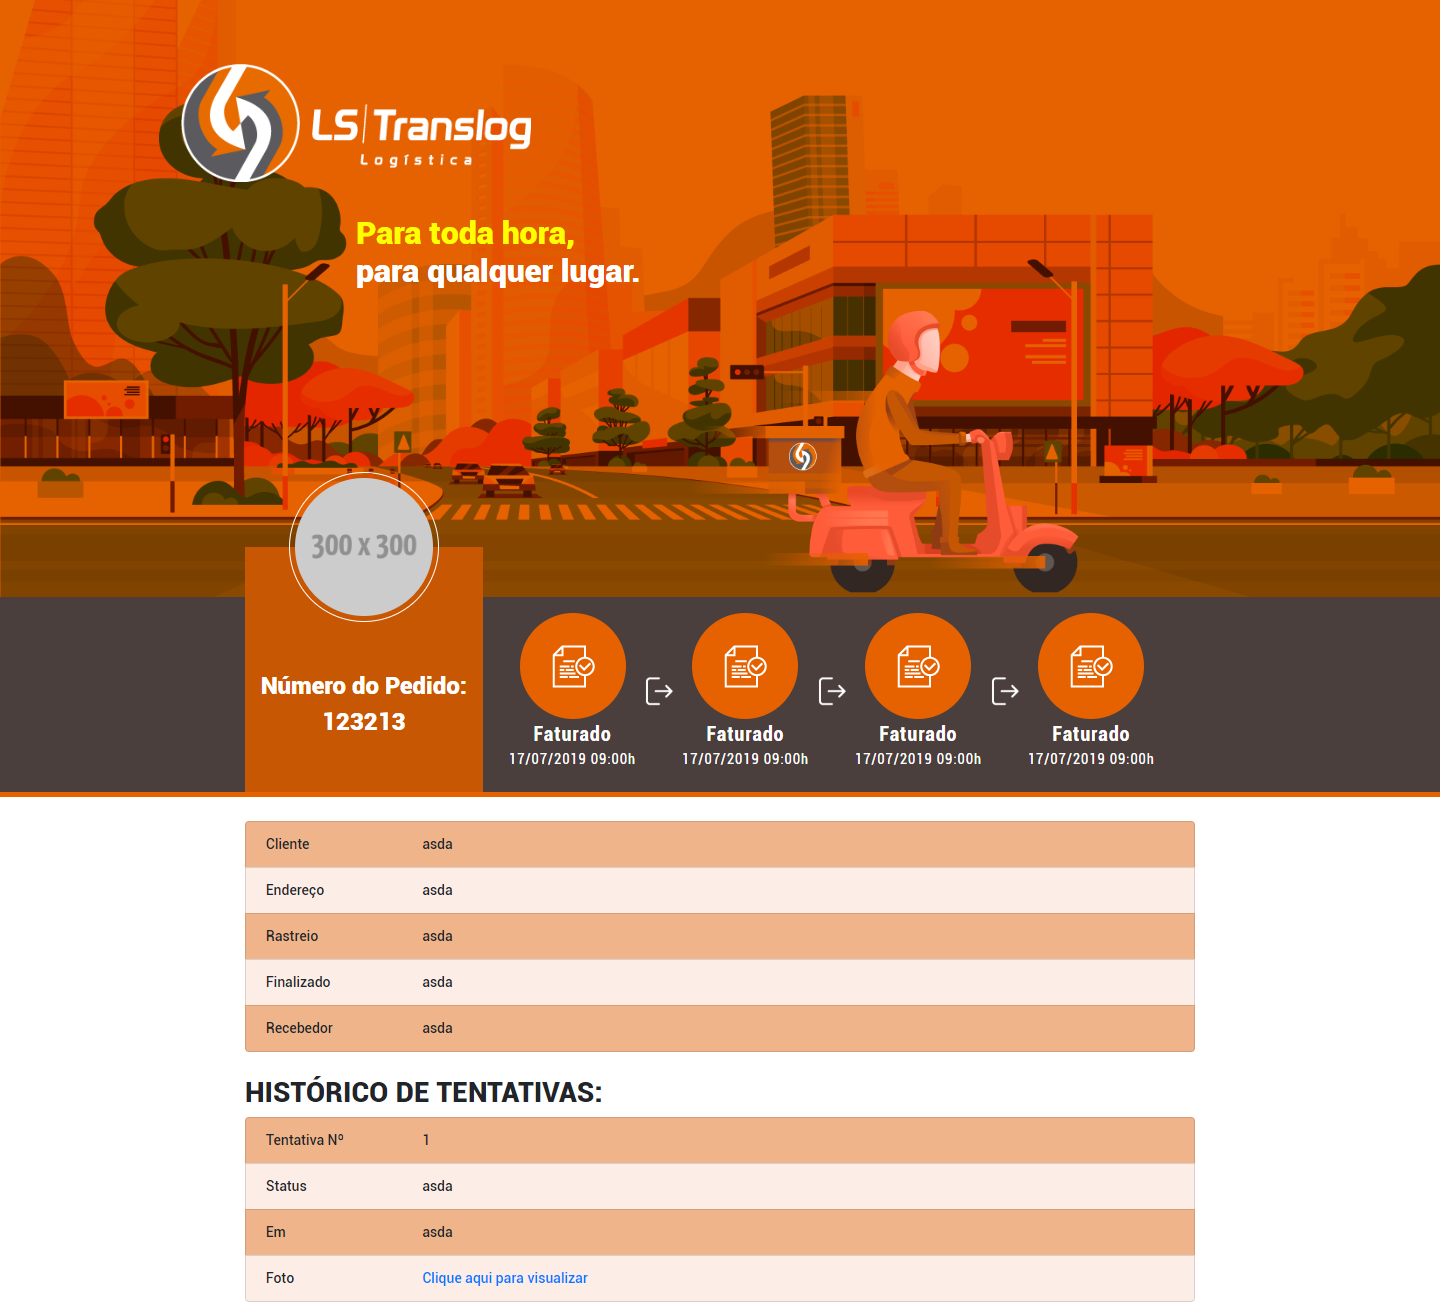 LS Translog
Logística
Para toda hora,
para qualquer lugar.
300 x 300
Número do Pedido:
123213
Faturado
17/07/2019 09:00h
Faturado
17/07/2019 09:00h
Faturado
17/07/2019 09:00h
Faturado
17/07/2019 09:00h
Cliente asda
Endereço asda
Rastreio asda
Finalizado asda
Recebedor asda
HISTÓRICO DE TENTATIVAS:
Tentativa Nº 1
Status asda
Em asda
Foto Clique aqui para visualizar